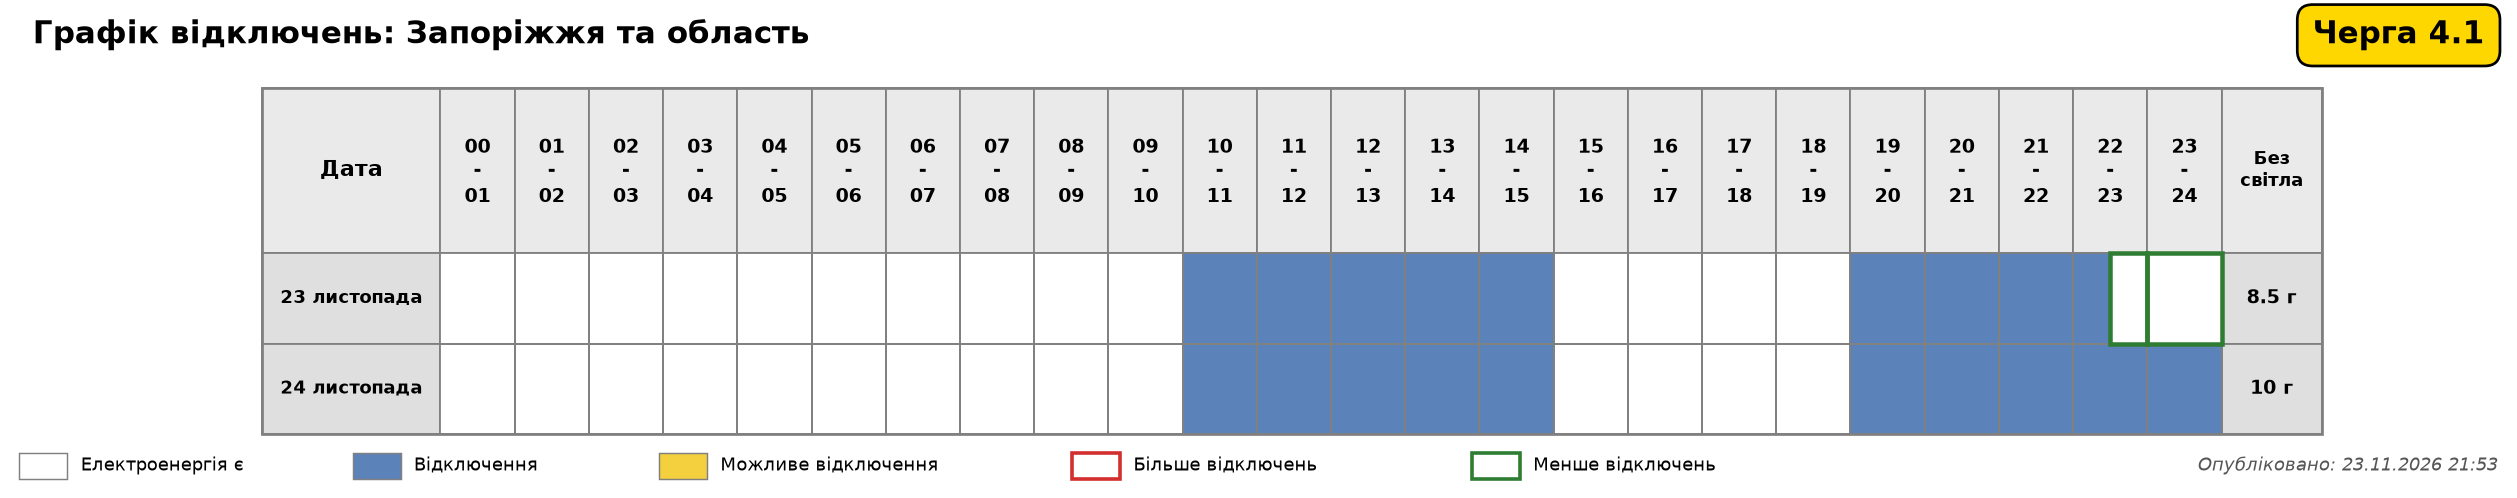 Графік відключень: Запоріжжя та область
Черга 4.1
Дата
00 - 01
01 - 02
02 - 03
03 - 04
04 - 05
05 - 06
06 - 07
07 - 08
08 - 09
09 - 10
10 - 11
11 - 12
12 - 13
13 - 14
14 - 15
15 - 16
16 - 17
17 - 18
18 - 19
19 - 20
20 - 21
21 - 22
22 - 23
23 - 24
Без
світла
23 листопада
8.5 г
24 листопада
10 г
Електроенергія є
Відключення
Можливе відключення
Більше відключень
Менше відключень
Опубліковано: 23.11.2026 21:53